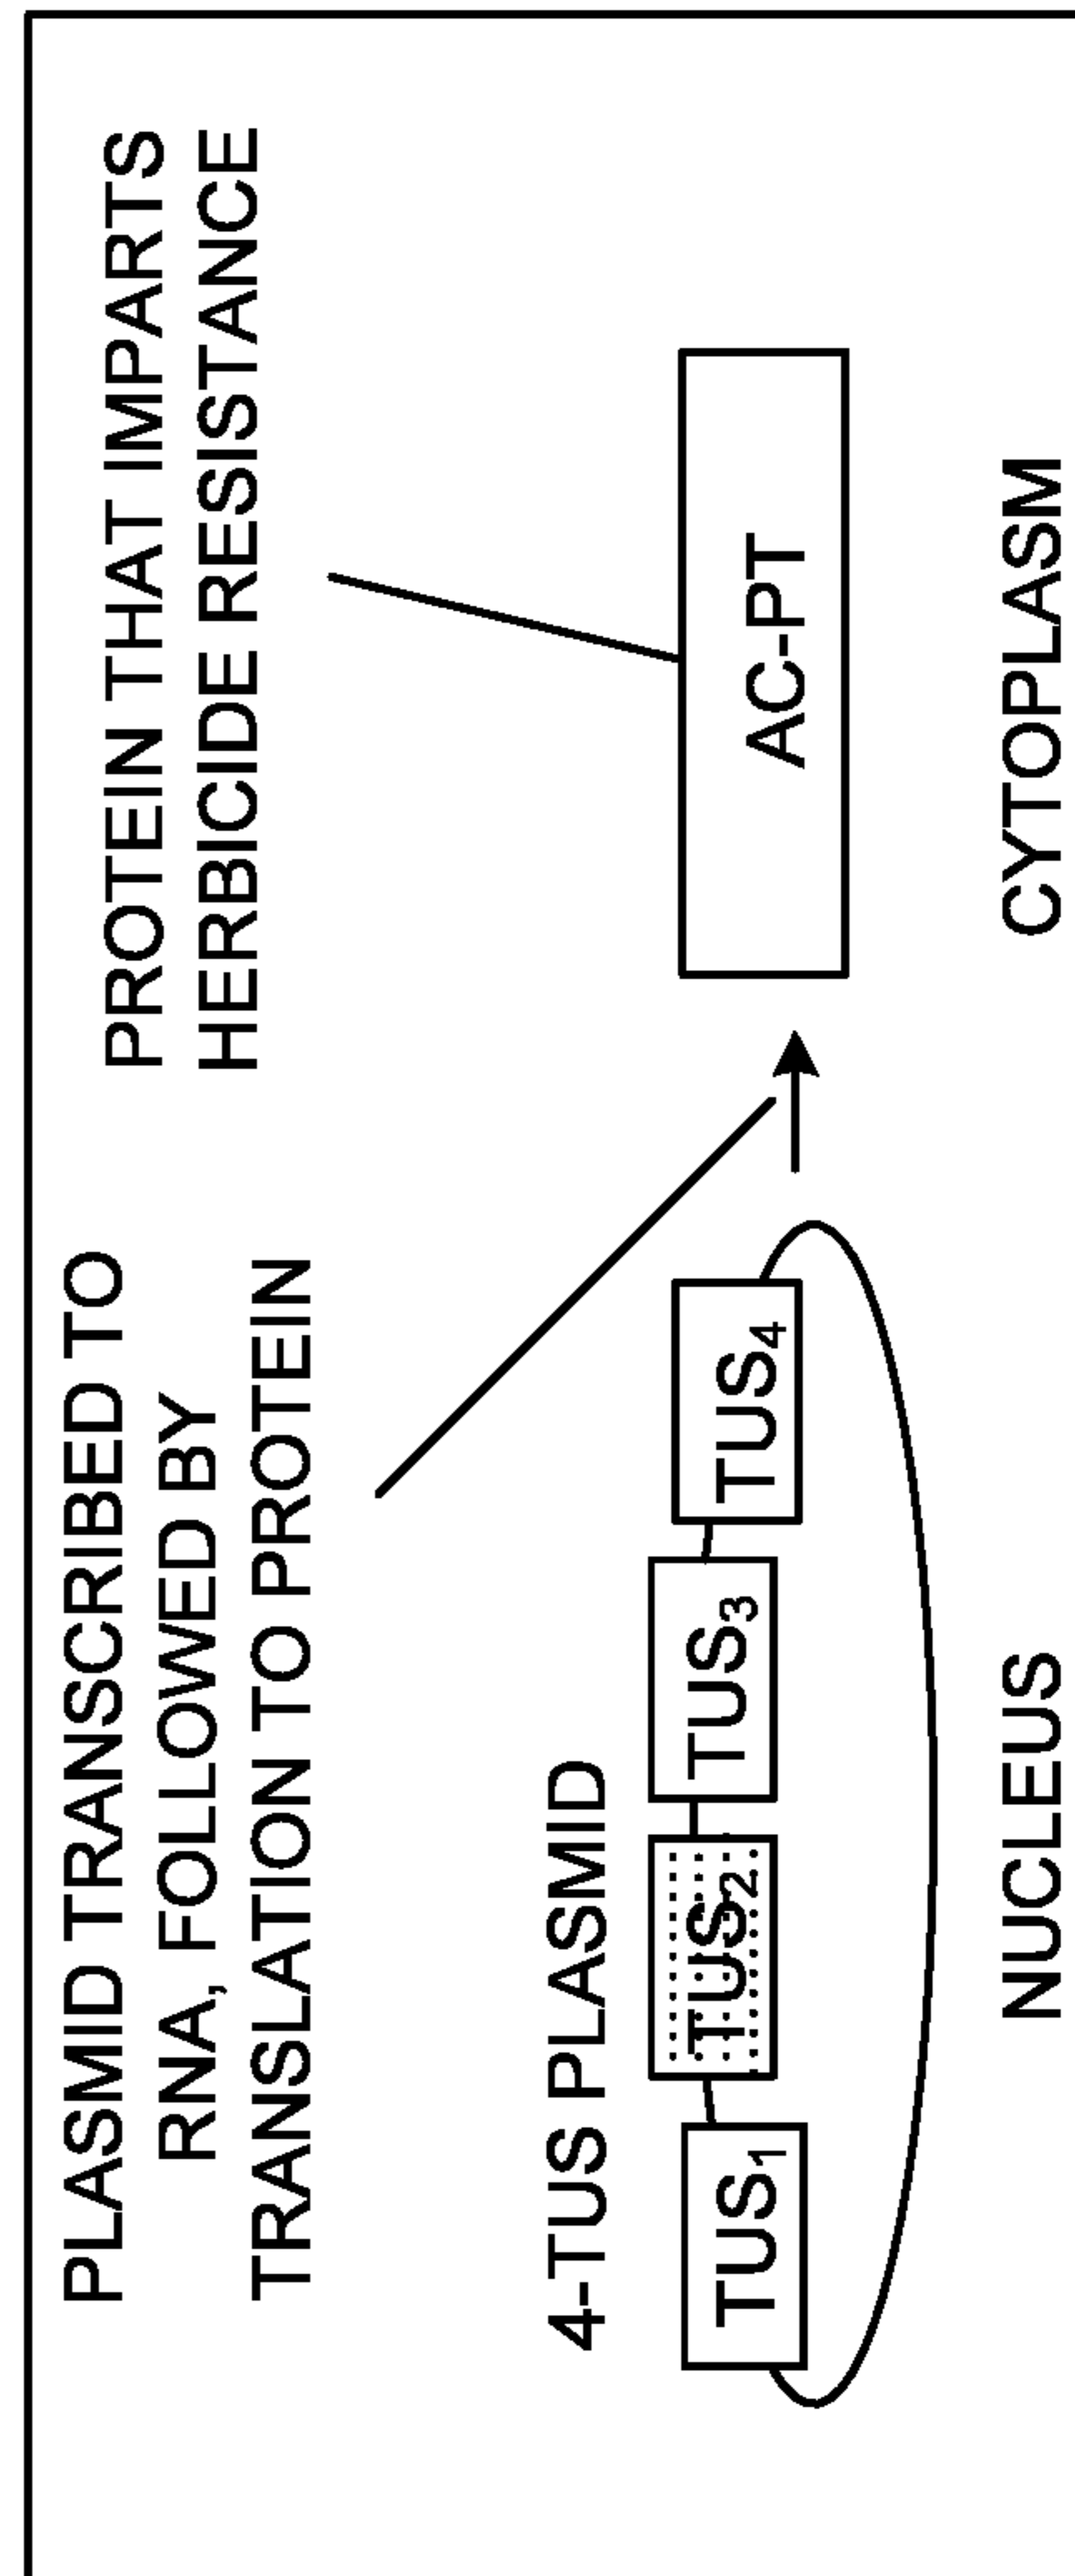 PLASMID TRANSCRIBED TO
RNA, FOLLOWED BY
TRANSLATION TO PROTEIN
PROTEIN THAT IMPARTS
HERBICIDE RESISTANCE
4-TUS PLASMID
TUS₁
TUS₂
TUS₃
TUS₄
AC-PT
NUCLEUS
CYTOPLASM